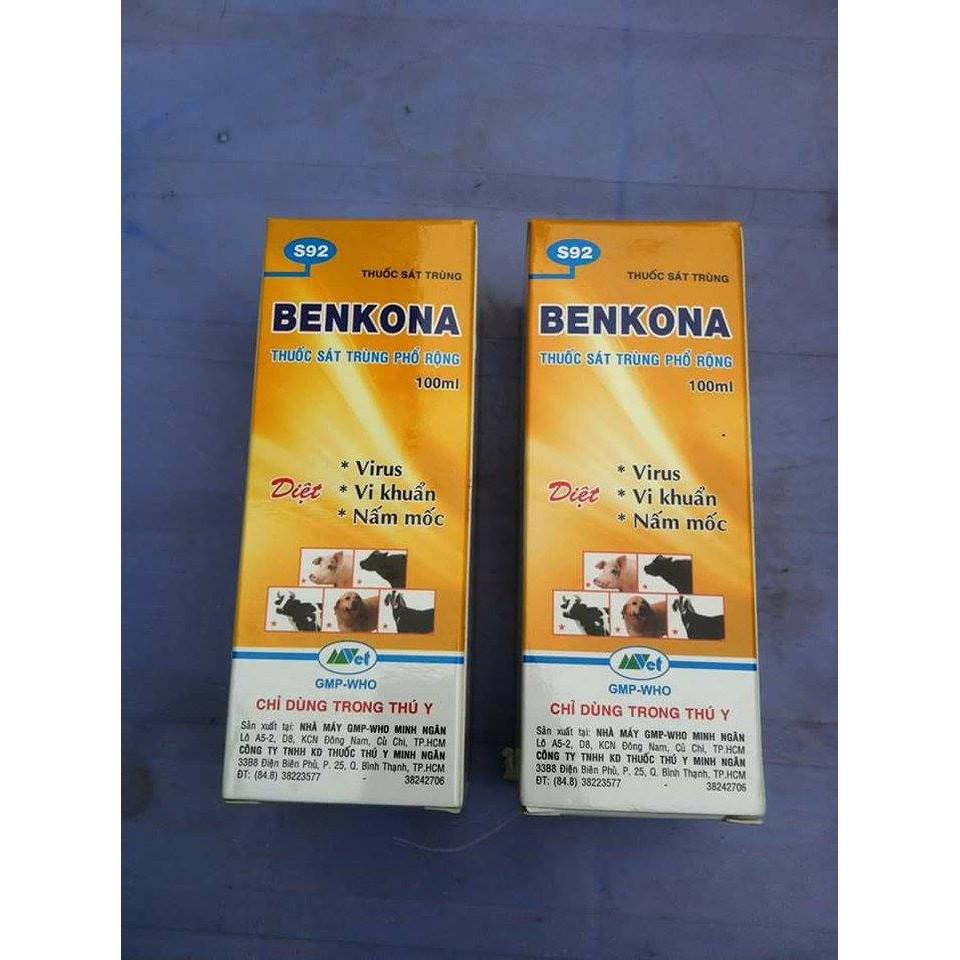 S92
THUỐC SÁT TRÙNG
BENKONA
THUỐC SÁT TRÙNG PHỔ RỘNG
100ml
Diệt
* Virus
* Vi khuẩn
* Nấm mốc
MVet
GMP-WHO
CHỈ DÙNG TRONG THÚ Y
Sản xuất tại: NHÀ MÁY GMP-WHO MINH NGÂN
Lô A5-2, D8, KCN Đông Nam, Củ Chi, TP.HCM
CÔNG TY TNHH KD THUỐC THÚ Y MINH NGÂN
33B8 Điện Biên Phủ, P. 25, Q. Bình Thạnh, TP.HCM
ĐT: (84.8) 38223577 - 38242706
S92
THUỐC SÁT TRÙNG
BENKONA
THUỐC SÁT TRÙNG PHỔ RỘNG
100ml
Diệt
* Virus
* Vi khuẩn
* Nấm mốc
MVet
GMP-WHO
CHỈ DÙNG TRONG THÚ Y
Sản xuất tại: NHÀ MÁY GMP-WHO MINH NGÂN
Lô A5-2, D8, KCN Đông Nam, Củ Chi, TP.HCM
CÔNG TY TNHH KD THUỐC THÚ Y MINH NGÂN
33B8 Điện Biên Phủ, P. 25, Q. Bình Thạnh, TP.HCM
ĐT: (84.8) 38223577 - 38242706